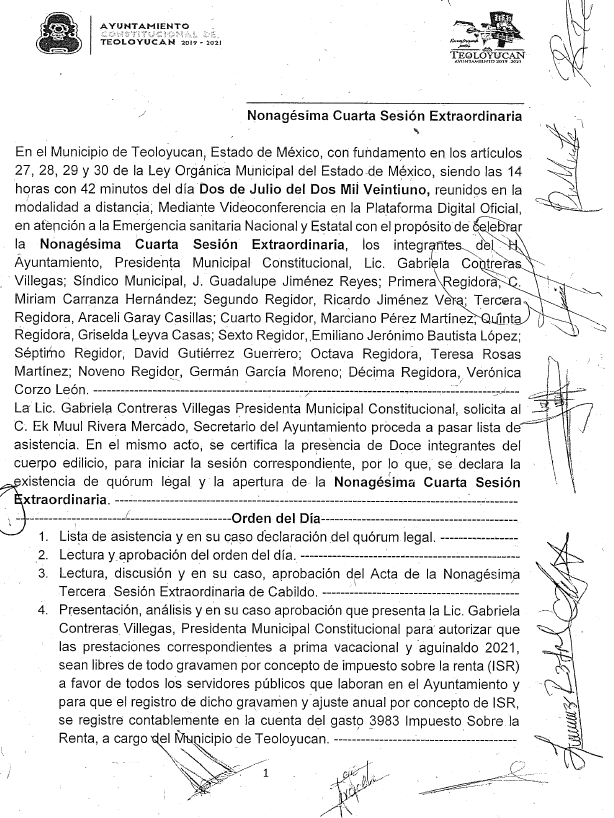 AYUNTAMIENTO
CONSTITUCIONAL DE
TEOLOYUCAN 2019 - 2021
TEOLOYUCAN
AYUNTAMIENTO 2019-2021
Nonagésima Cuarta Sesión Extraordinaria
En el Municipio de Teoloyucan, Estado de México, con fundamento en los artículos
27, 28, 29 y 30 de la Ley Orgánica Municipal del Estado de México, siendo las 14
horas con 42 minutos del día Dos de Julio del Dos Mil Veintiuno, reunidos en la
modalidad a distancia; Mediante Videoconferencia en la Plataforma Digital Oficial,
en atención a la Emergencia sanitaria Nacional y Estatal con el propósito de celebrar
la Nonagésima Cuarta Sesión Extraordinaria, los integrantes del H.
Ayuntamiento, Presidenta Municipal Constitucional, Lic. Gabriela Contreras
Villegas; Síndico Municipal, J. Guadalupe Jiménez Reyes; Primera Regidora, C.
Miriam Carranza Hernández; Segundo Regidor, Ricardo Jiménez Vera; Tercera
Regidora, Araceli Garay Casillas; Cuarto Regidor, Marciano Pérez Martínez; Quinta
Regidora, Griselda Leyva Casas; Sexto Regidor, Emiliano Jerónimo Bautista López;
Séptimo Regidor, David Gutiérrez Guerrero; Octava Regidora, Teresa Rosas
Martínez; Noveno Regidor, Germán García Moreno; Décima Regidora, Verónica
Corzo León. ---
La Lic. Gabriela Contreras Villegas Presidenta Municipal Constitucional, solicita al
C. Ek Muul Rivera Mercado, Secretario del Ayuntamiento proceda a pasar lista de
asistencia. En el mismo acto, se certifica la presencia de Doce integrantes del
cuerpo edilicio, para iniciar la sesión correspondiente, por lo que, se declara la
existencia de quórum legal y la apertura de la Nonagésima Cuarta Sesión
Extraordinaria. ---
---Orden del Día---
1. Lista de asistencia y en su caso declaración del quórum legal. ---
2. Lectura y aprobación del orden del día. ---
3. Lectura, discusión y en su caso, aprobación del Acta de la Nonagésima
Tercera Sesión Extraordinaria de Cabildo. ---
4. Presentación, análisis y en su caso aprobación que presenta la Lic. Gabriela
Contreras Villegas, Presidenta Municipal Constitucional para autorizar que
las prestaciones correspondientes a prima vacacional y aguinaldo 2021,
sean libres de todo gravamen por concepto de impuesto sobre la renta (ISR)
a favor de todos los servidores públicos que laboran en el Ayuntamiento y
para que el registro de dicho gravamen y ajuste anual por concepto de ISR,
se registre contablemente en la cuenta del gasto 3983 Impuesto Sobre la
Renta, a cargo del Municipio de Teoloyucan. ---
1